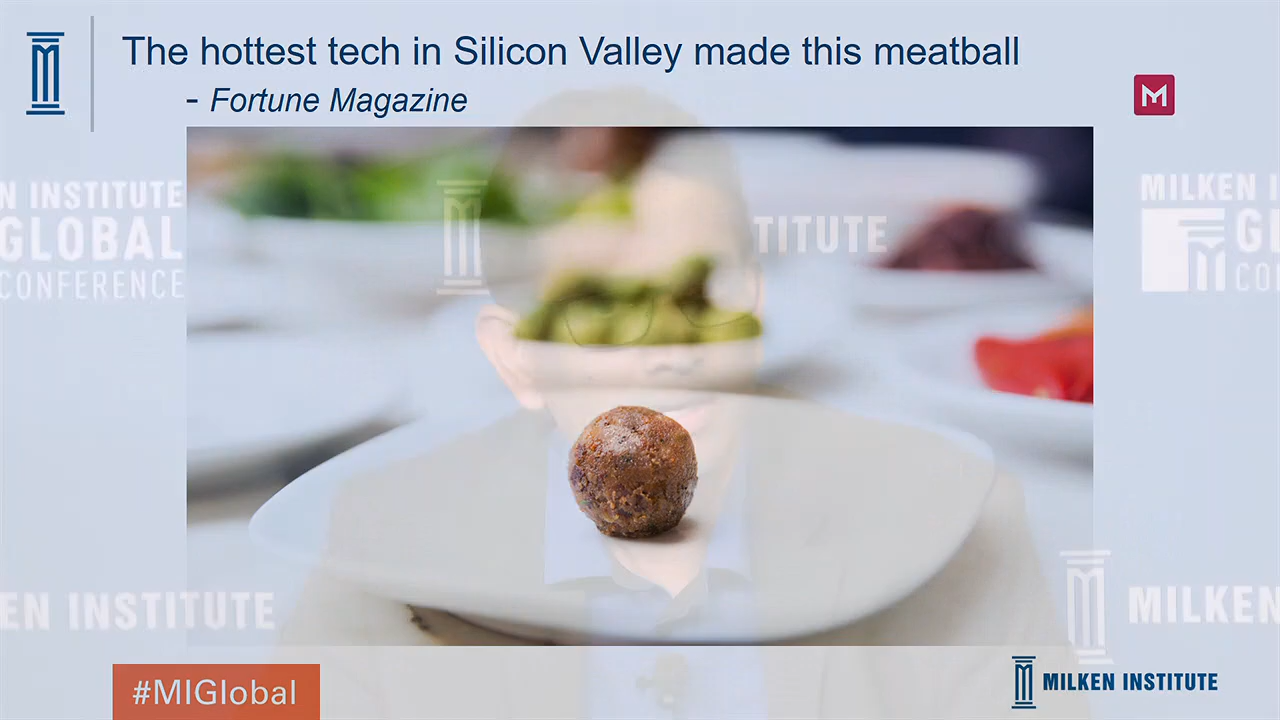 The hottest tech in Silicon Valley made this meatball
- Fortune Magazine
N INSTITUTE
GLOBAL
CONFERENCE
TITUTE
MILKEN I
GL
CO
EN INSTITUTE
MILKEN
#MIGlobal
MILKEN INSTITUTE